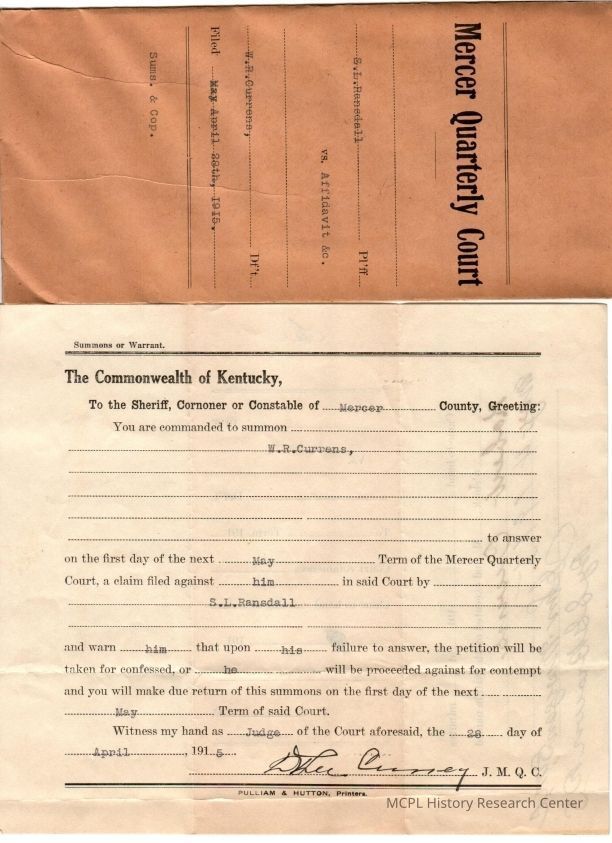 Mercer Quarterly Court
S.L.Ransdall Pl'ff.
vs. Affidavit &c.
W.R.Currens, Df't.
Filed May April 28th, 1915.
Sums. & Cop.
Summons or Warrant.
The Commonwealth of Kentucky,
To the Sheriff, Cornoner or Constable of Mercer County, Greeting:
You are commanded to summon
W.R.Currens,
to answer
on the first day of the next May Term of the Mercer Quarterly
Court, a claim filed against him in said Court by
S.L.Ransdall
and warn him that upon his failure to answer, the petition will be
taken for confessed, or he will be proceeded against for contempt
and you will make due return of this summons on the first day of the next
May Term of said Court.
Witness my hand as Judge of the Court aforesaid, the 28 day of
April, 1915
J. M. Q. C.
PULLIAM & HUTTON, Printers.
MCPL History Research Center